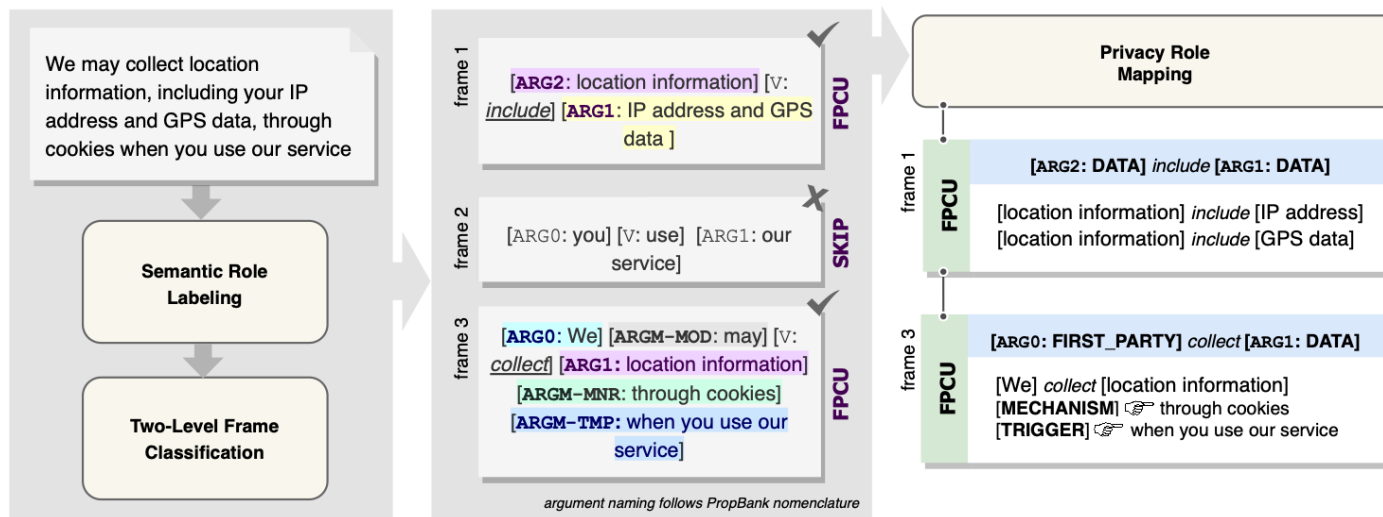 We may collect location
information, including your IP
address and GPS data, through
cookies when you use our service
Semantic Role
Labeling
Two-Level Frame
Classification
frame 1
[ARG2: location information] [V:
include] [ARG1: IP address and GPS
data ]
FPCU
frame 2
[ARG0: you] [V: use] [ARG1: our
service]
SKIP
frame 3
[ARG0: We] [ARGM-MOD: may] [V:
collect] [ARG1: location information]
[ARGM-MNR: through cookies]
[ARGM-TMP: when you use our
service]
FPCU
argument naming follows PropBank nomenclature
Privacy Role
Mapping
frame 1
FPCU
[ARG2: DATA] include [ARG1: DATA]
[location information] include [IP address]
[location information] include [GPS data]
frame 3
FPCU
[ARG0: FIRST_PARTY] collect [ARG1: DATA]
[We] collect [location information]
[MECHANISM] ☞ through cookies
[TRIGGER] ☞ when you use our service